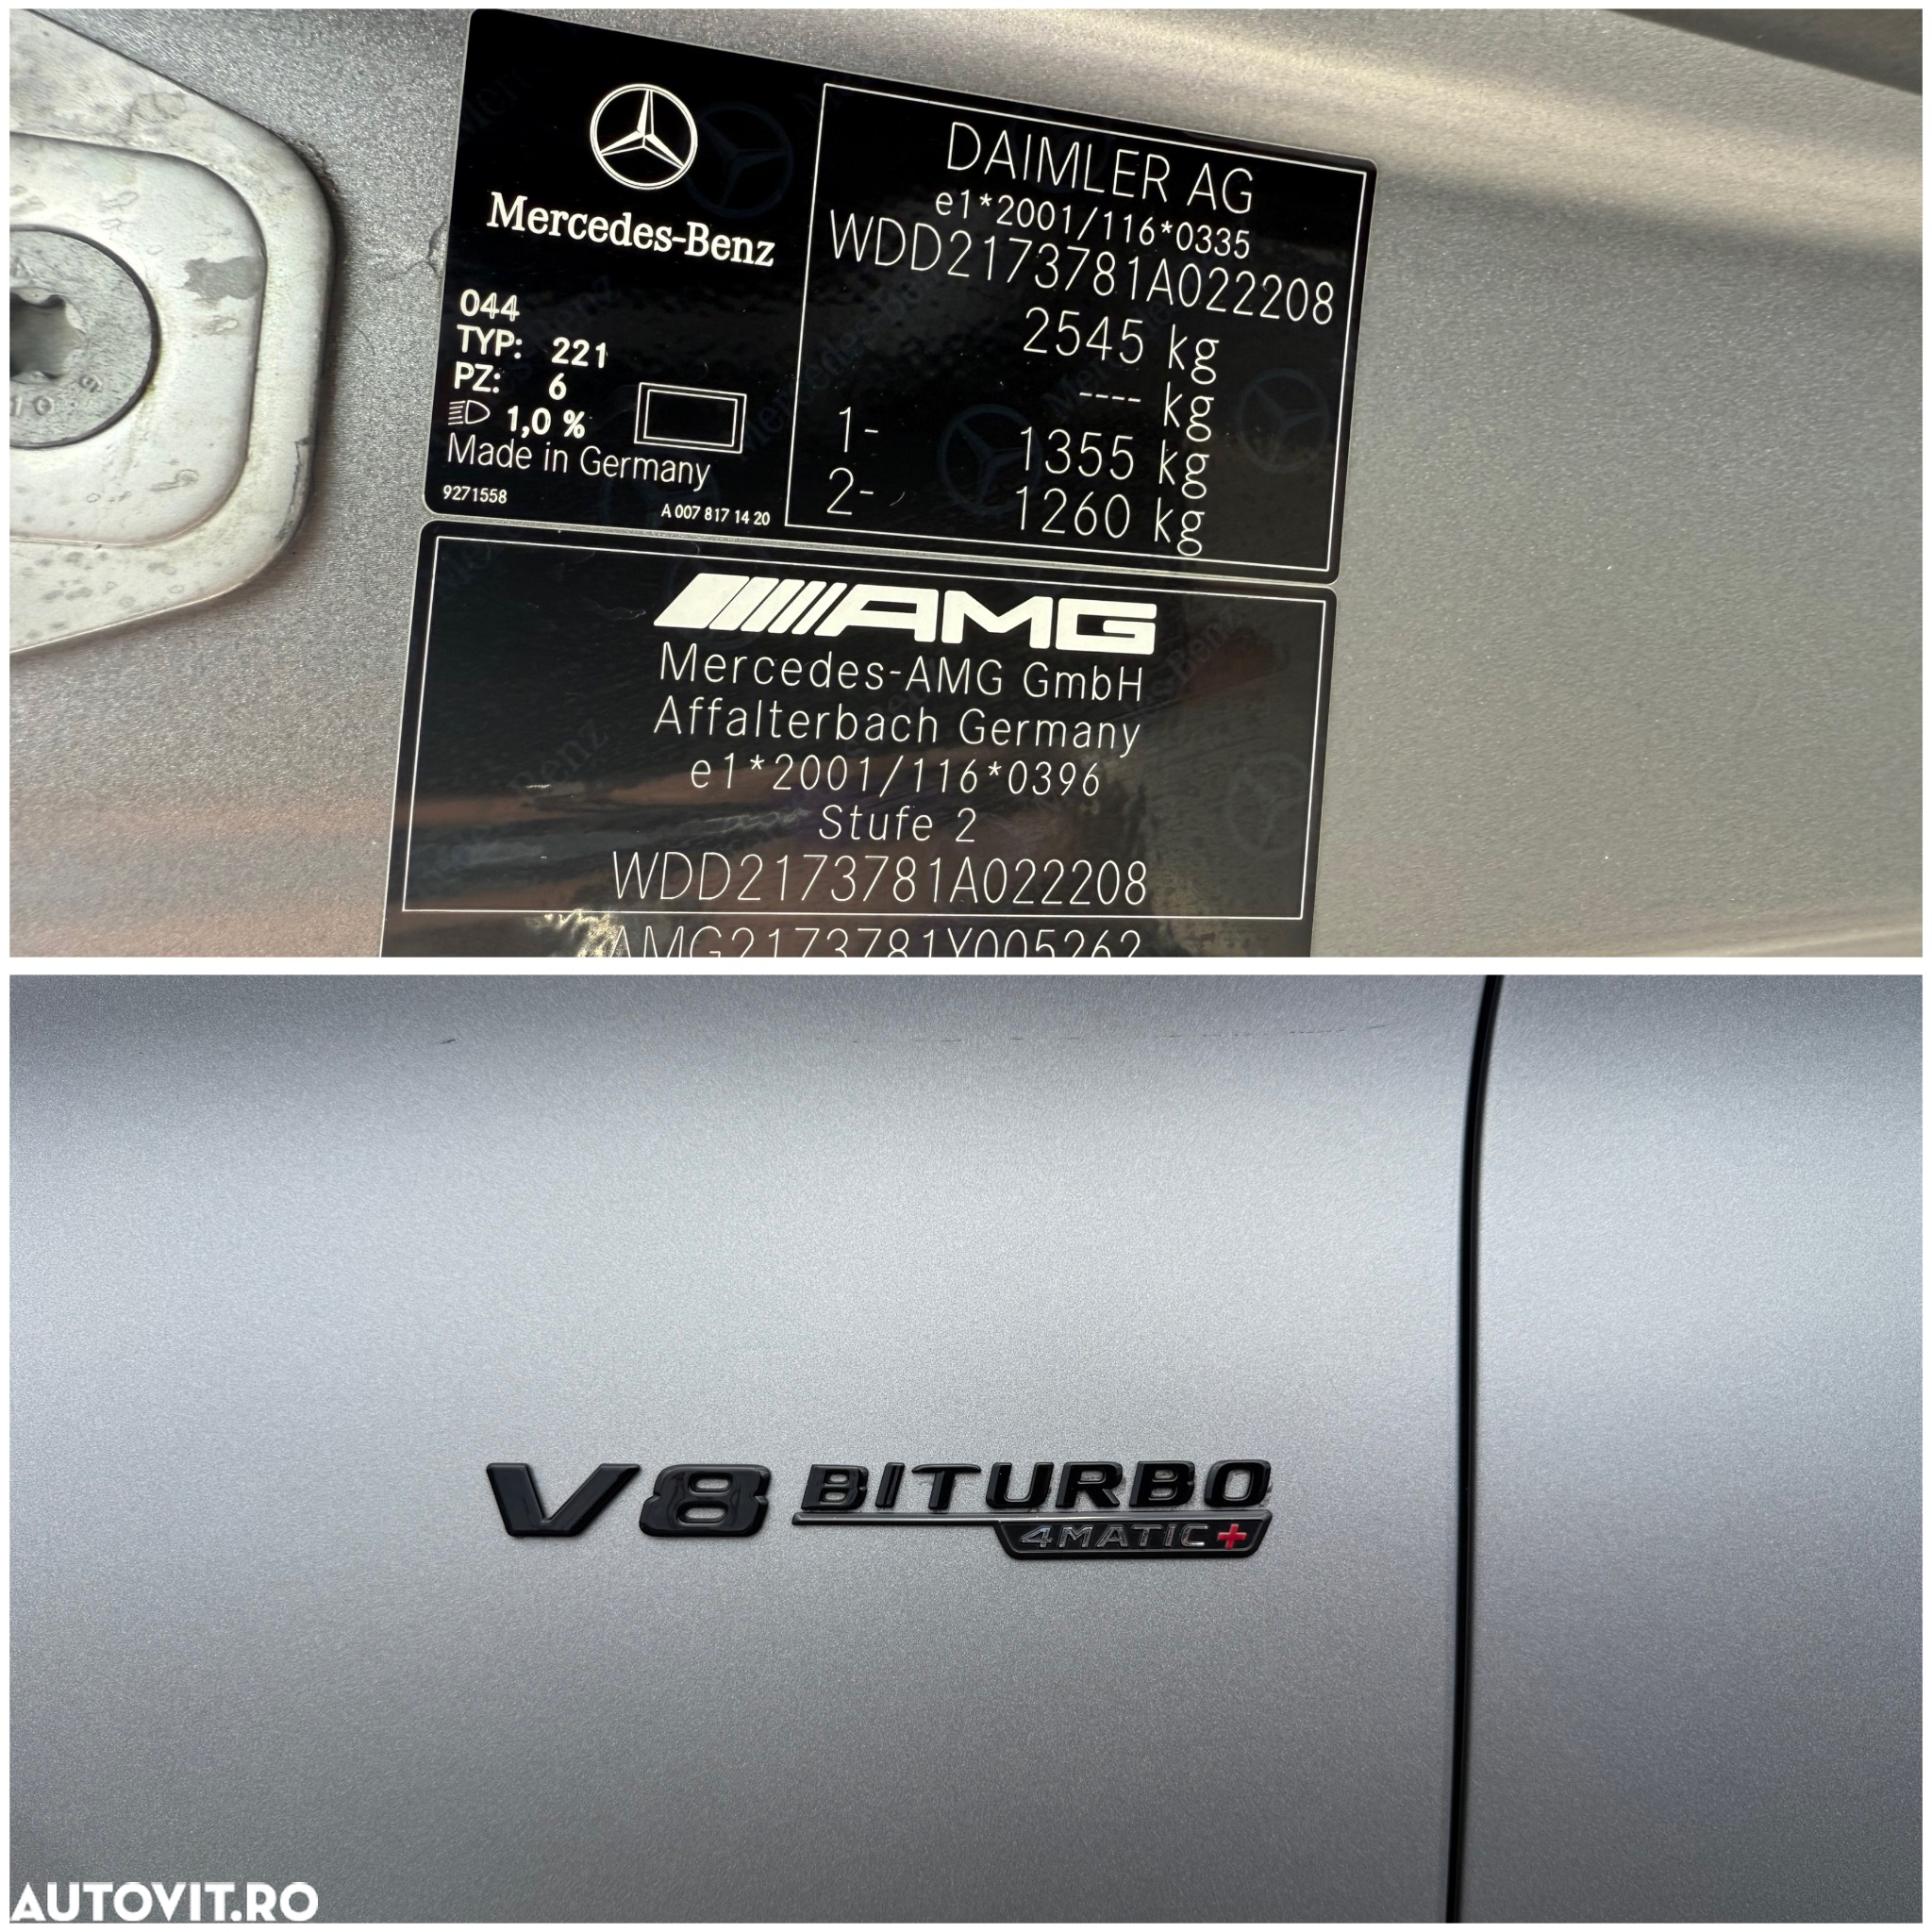 Mercedes-Benz
044
TYP: 221
PZ: 6
1,0 %
Made in Germany
9271558
A 007 817 14 20
DAIMLER AG
e1*2001/116*0335
WDD2173781A022208
2545 kg
---- kg
1- 1355 kg
2- 1260 kg
AMG
Mercedes-AMG GmbH
Affalterbach Germany
e1*2001/116*0396
Stufe 2
WDD2173781A022208
AMG2173781Y005262
V8 BITURBO
4MATIC+
AUTOVIT.RO